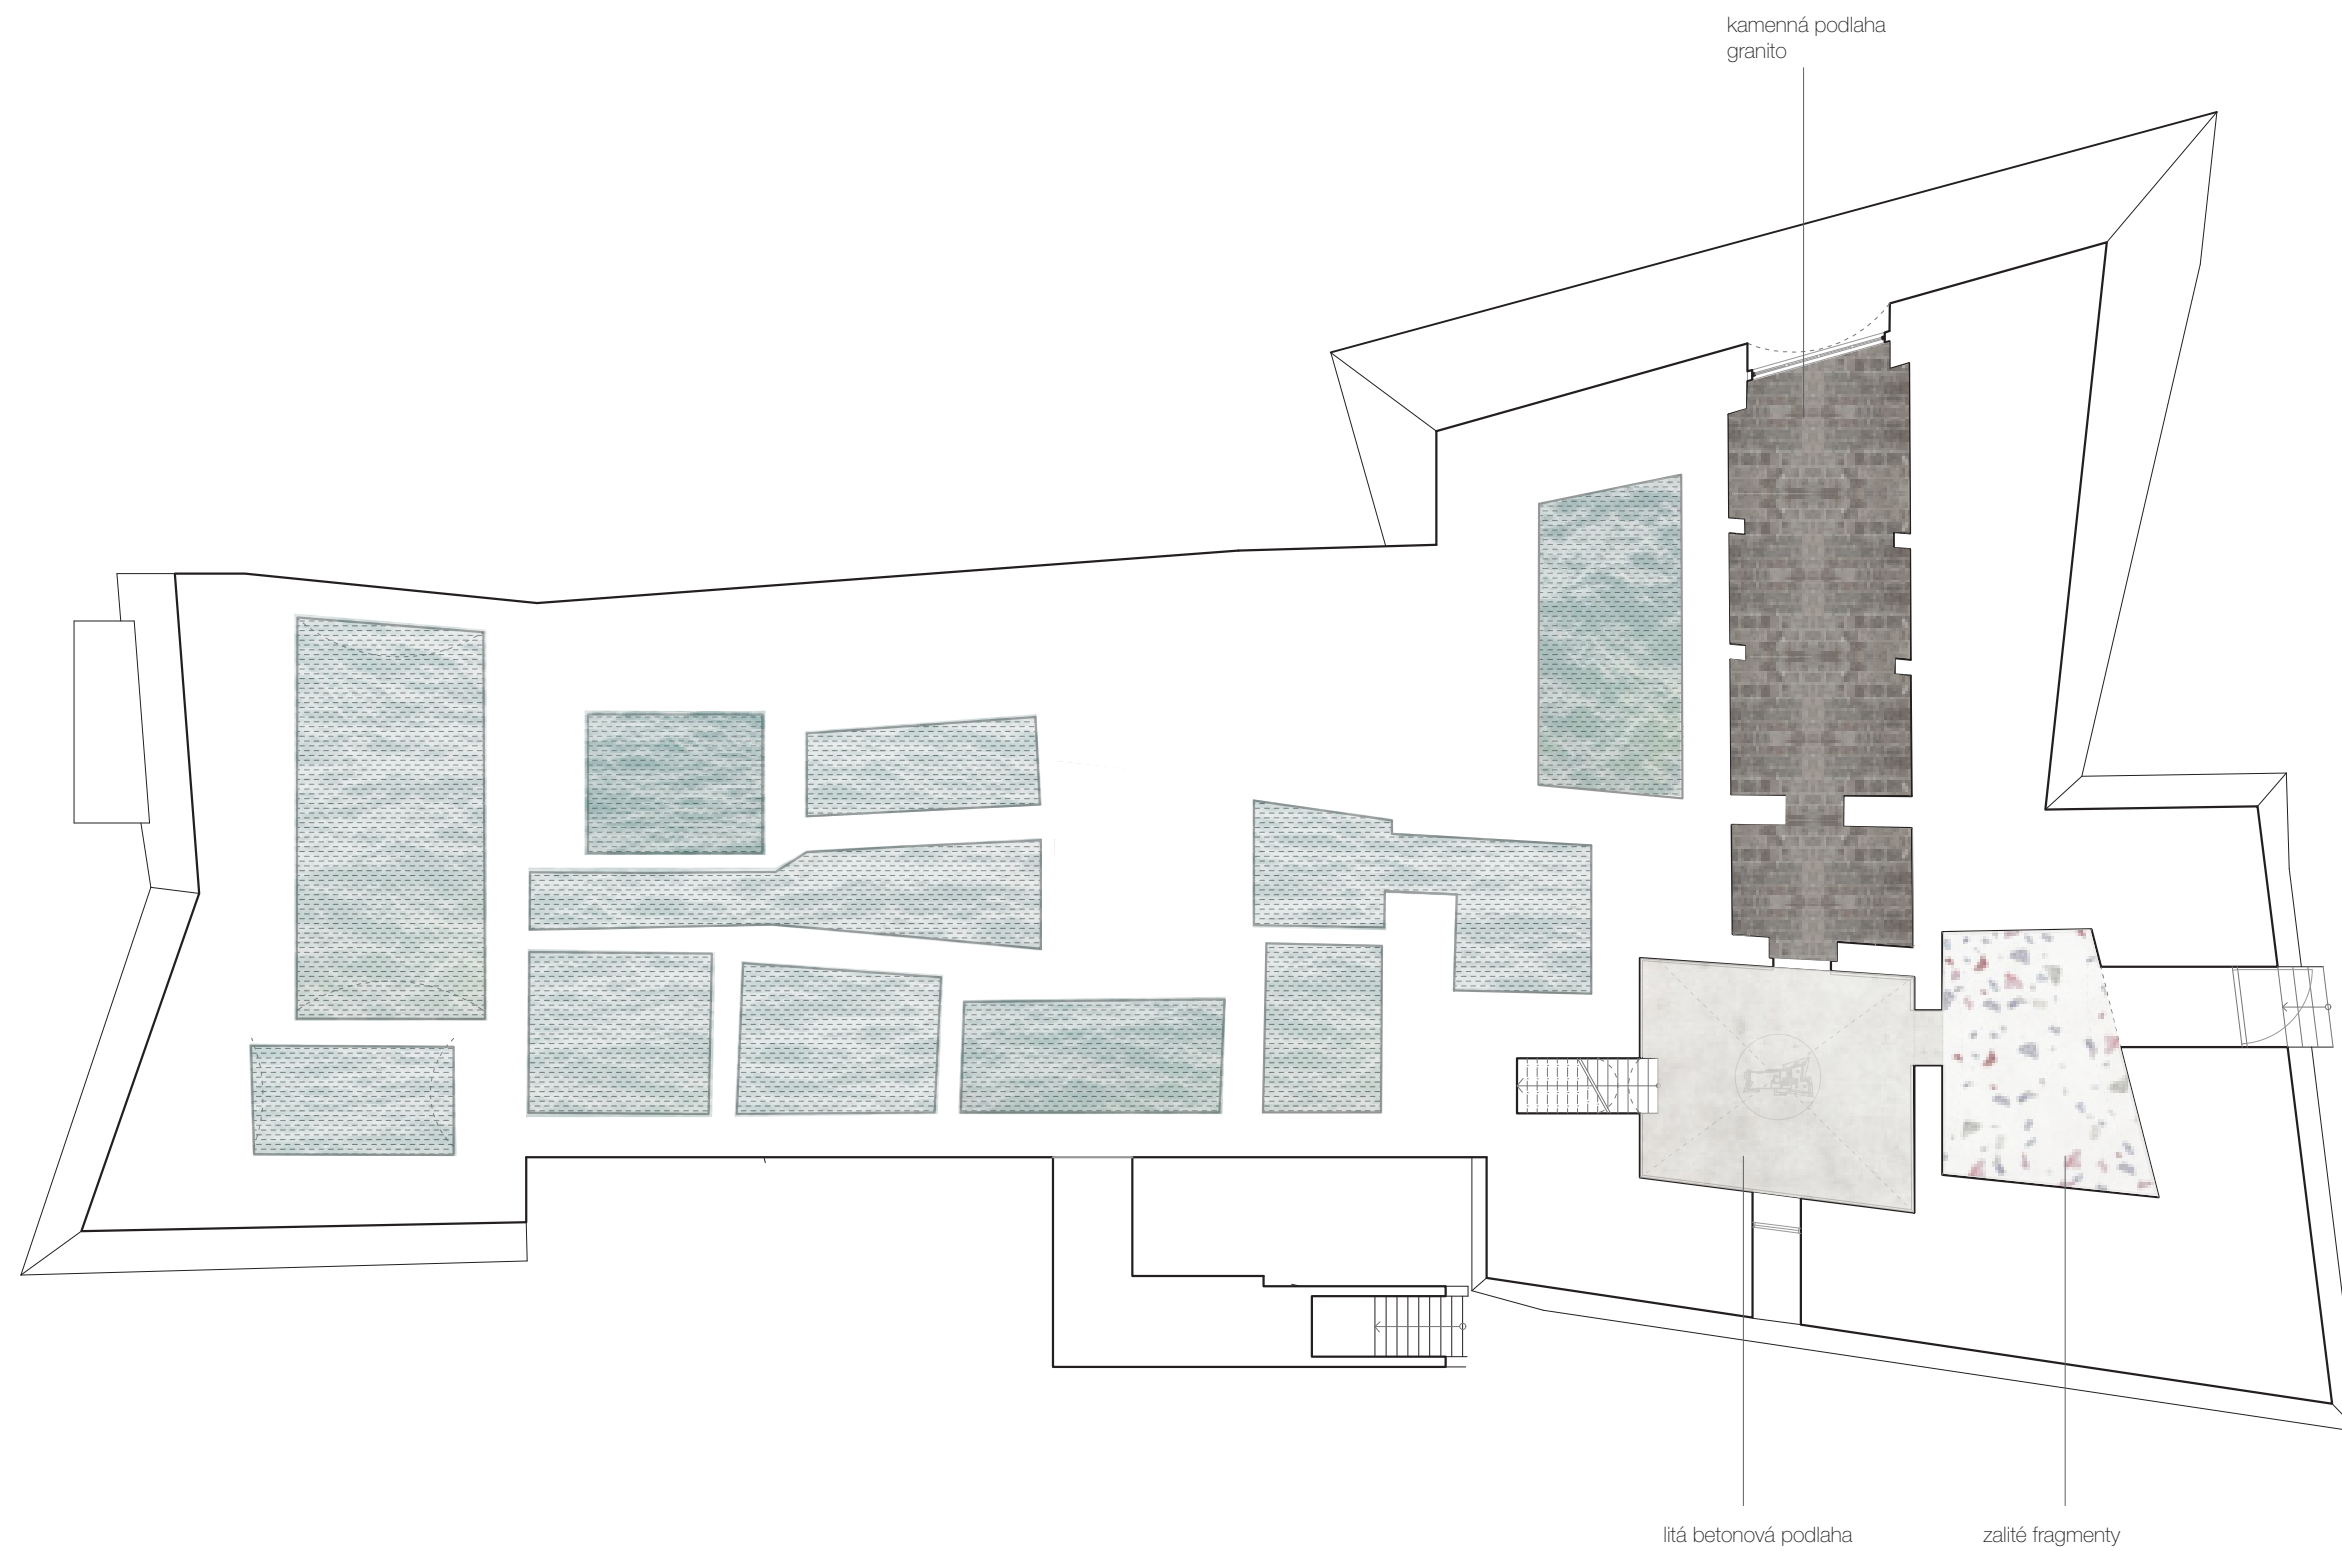 kamenná podlaha
granito
litá betonová podlaha
zalité fragmenty